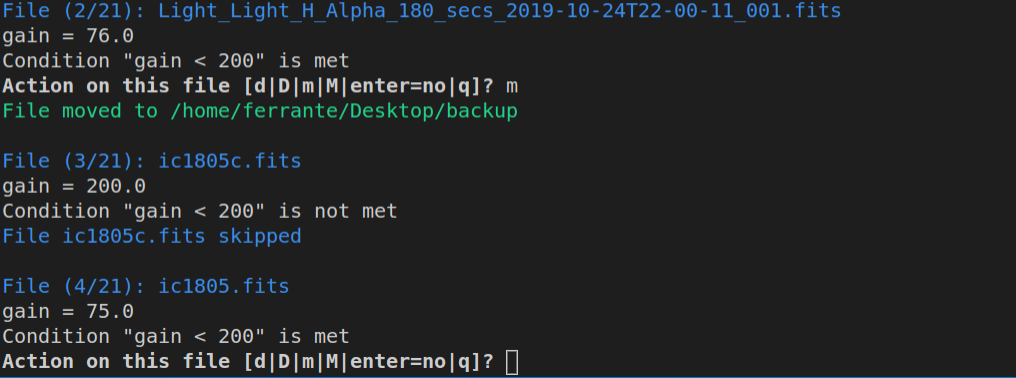 File (2/21): Light_Light_H_Alpha_180_secs_2019-10-24T22-00-11_001.fits
gain = 76.0
Condition "gain < 200" is met
Action on this file [d|D|m|M|enter=no|q]? m
File moved to /home/ferrante/Desktop/backup
File (3/21): ic1805c.fits
gain = 200.0
Condition "gain < 200" is not met
File ic1805c.fits skipped
File (4/21): ic1805.fits
gain = 75.0
Condition "gain < 200" is met
Action on this file [d|D|m|M|enter=no|q]?